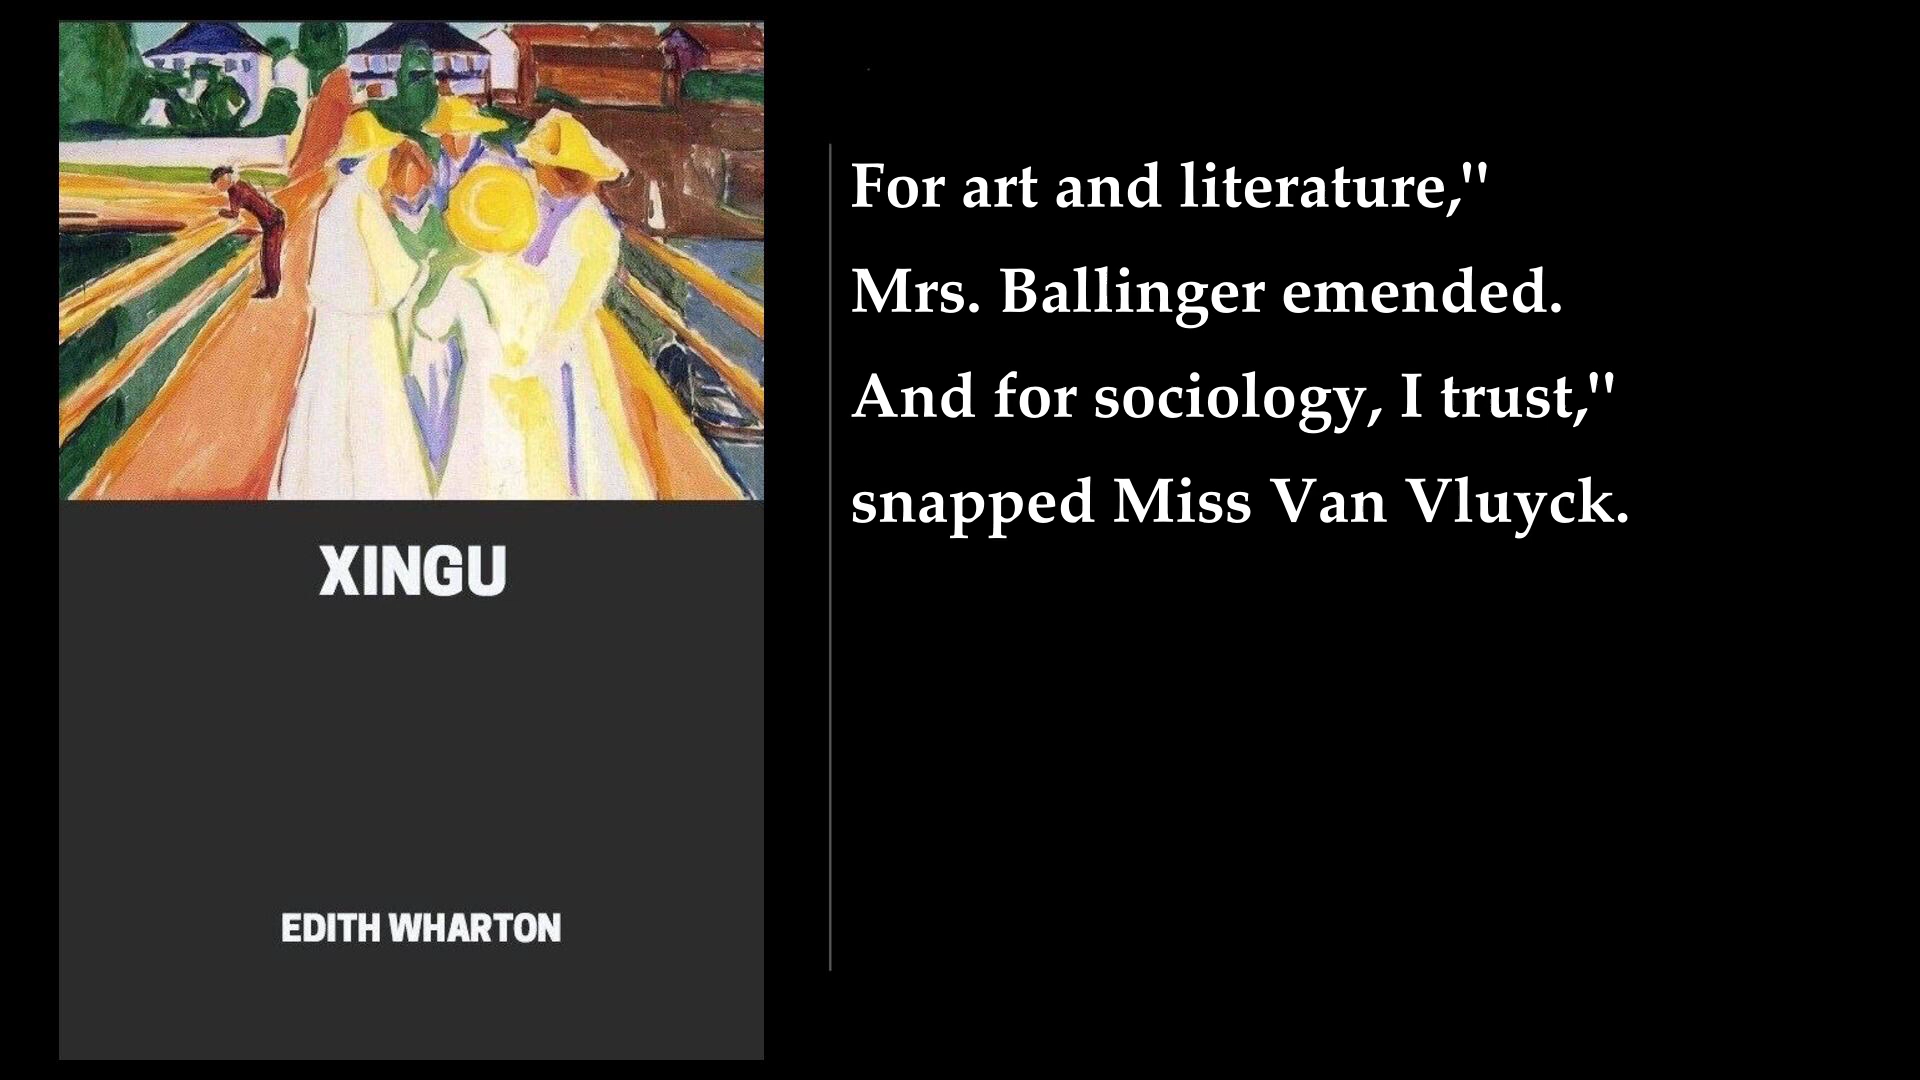 XINGU
EDITH WHARTON
For art and literature,"
Mrs. Ballinger emended.
And for sociology, I trust,"
snapped Miss Van Vluyck.